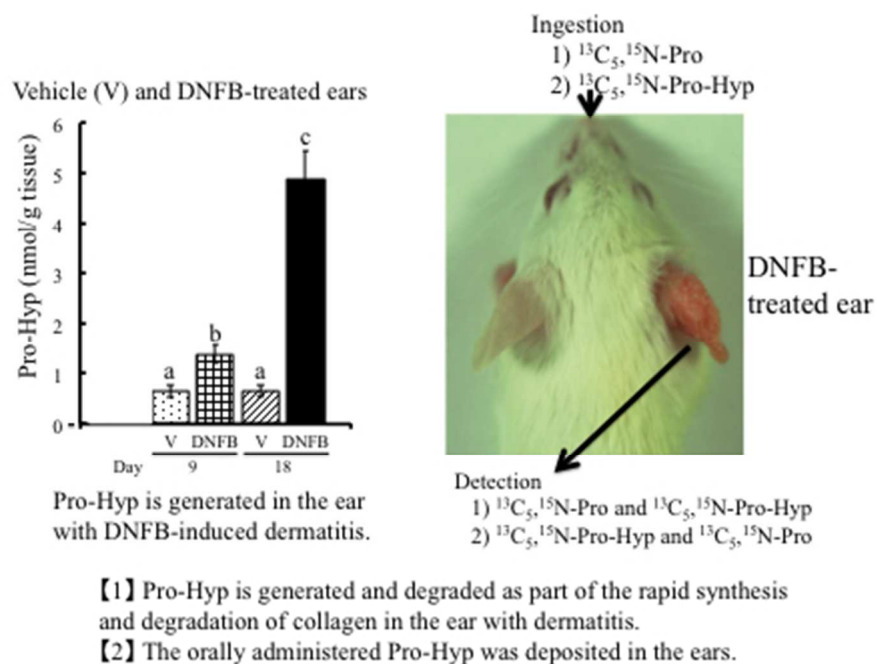 Vehicle (V) and DNFB-treated ears
Pro-Hyp (nmol/g tissue)
6
5
4
3
2
1
0
a
b
a
c
V DNFB V DNFB
Day 9 18
Pro-Hyp is generated in the ear
with DNFB-induced dermatitis.
Ingestion
1) ¹³C₅,¹⁵N-Pro
2) ¹³C₅,¹⁵N-Pro-Hyp
DNFB-
treated ear
Detection
1) ¹³C₅,¹⁵N-Pro and ¹³C₅,¹⁵N-Pro-Hyp
2) ¹³C₅,¹⁵N-Pro-Hyp and ¹³C₅,¹⁵N-Pro
【1】Pro-Hyp is generated and degraded as part of the rapid synthesis
and degradation of collagen in the ear with dermatitis.
【2】The orally administered Pro-Hyp was deposited in the ears.